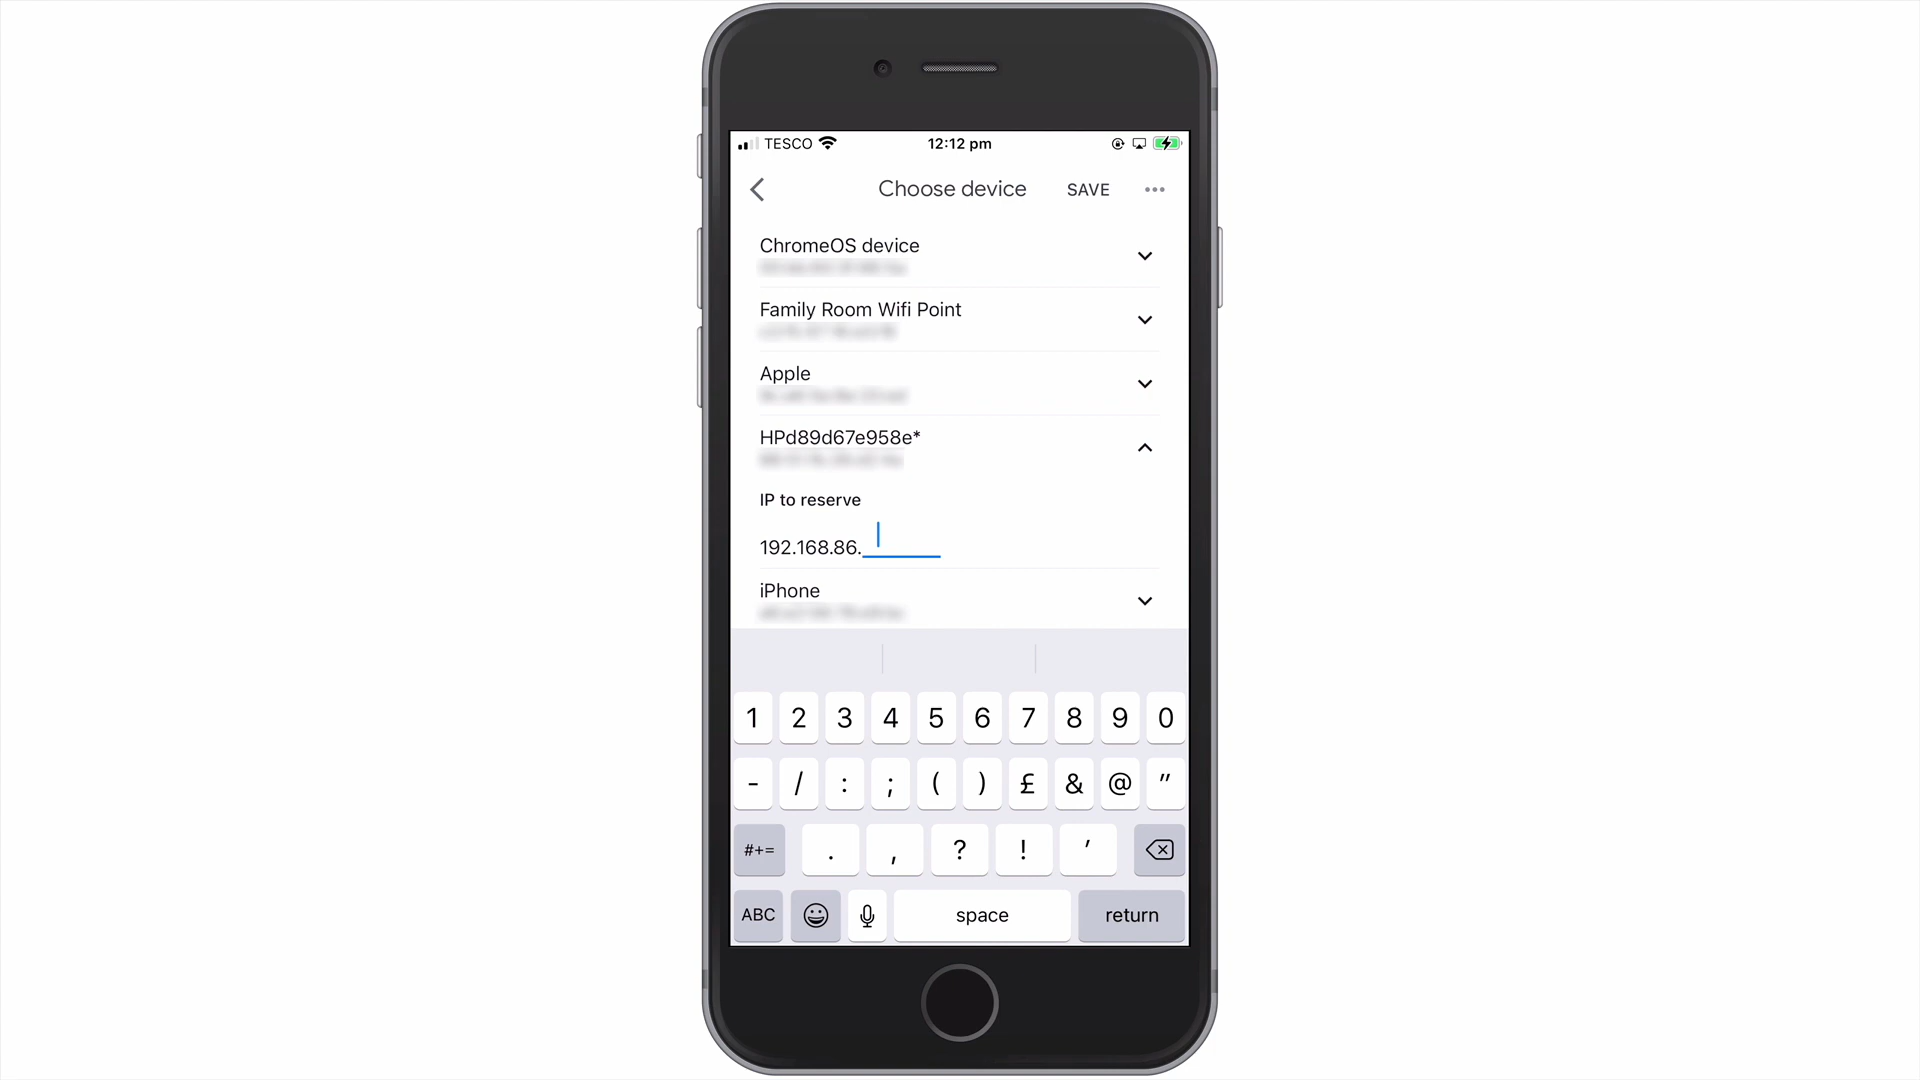 TESCO 12:12 pm
Choose device SAVE
ChromeOS device
Family Room Wifi Point
Apple
HPd89d67e958e*
IP to reserve
192.168.86.
iPhone
1 2 3 4 5 6 7 8 9 0
- / : ; ( ) £ & @ "
#+= . , ? ! '
ABC space return